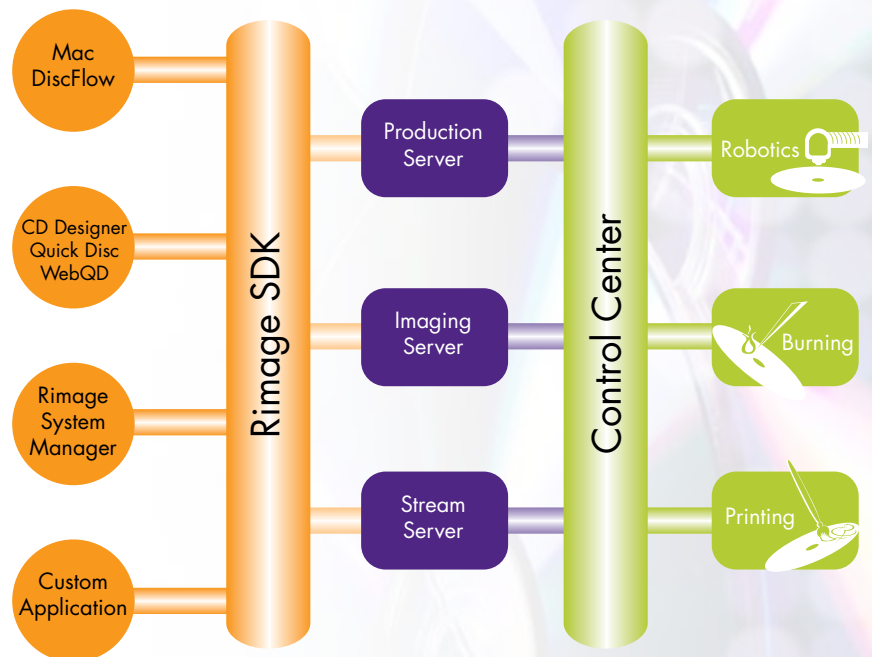 Mac
DiscFlow
CD Designer
Quick Disc
WebQD
Rimage
System
Manager
Custom
Application
Rimage SDK
Production
Server
Imaging
Server
Stream
Server
Control Center
Robotics
Burning
Printing